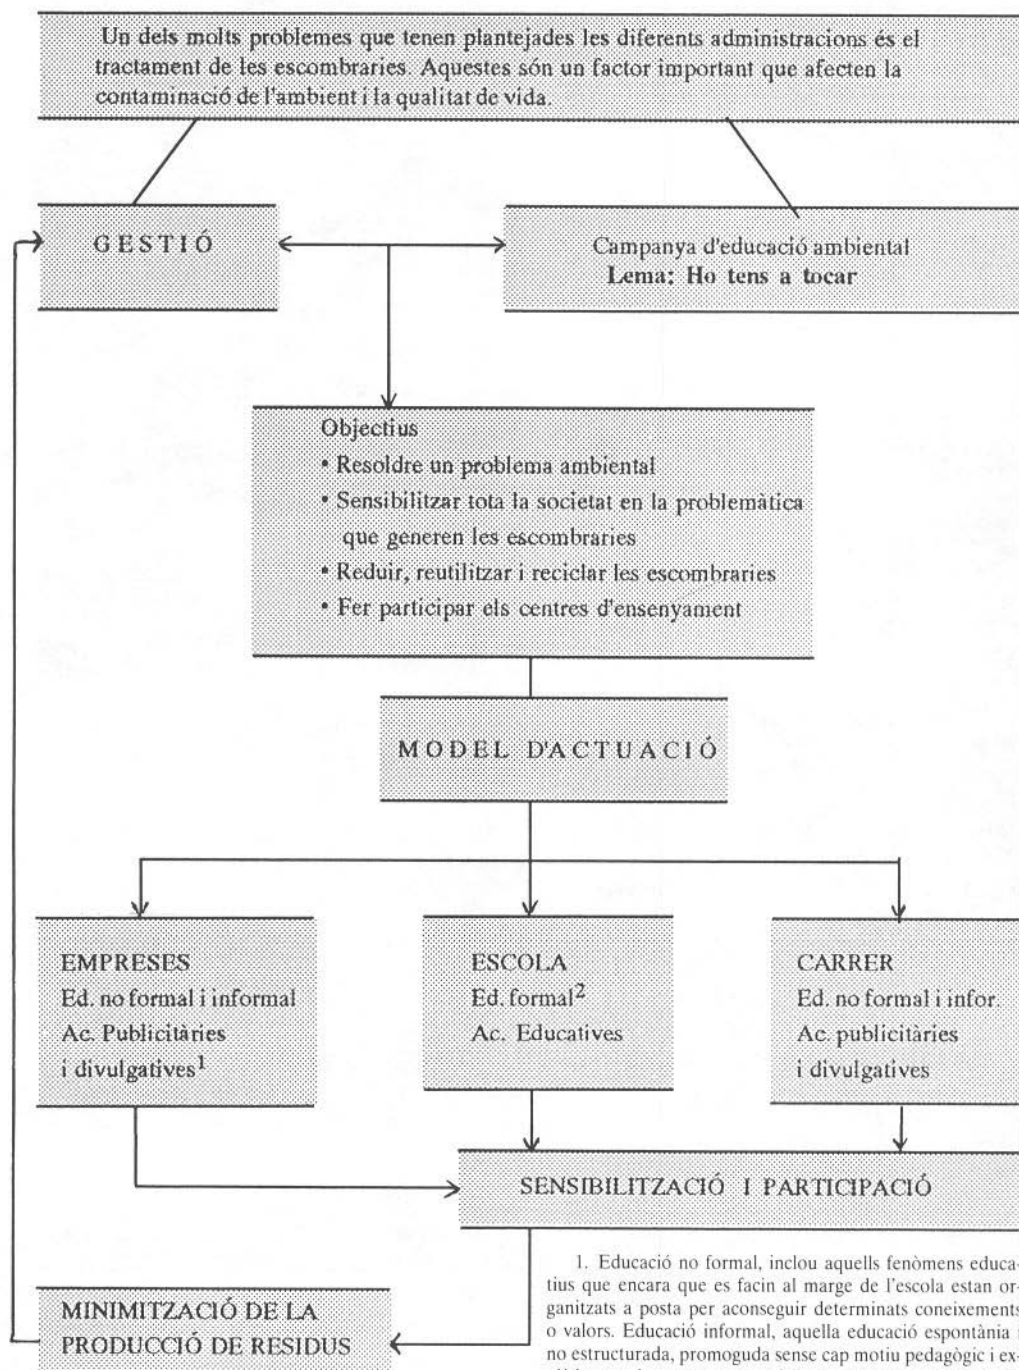 Un dels molts problemes que tenen plantejades les diferents administracions és el
tractament de les escombraries. Aquestes són un factor important que afecten la
contaminació de l'ambient i la qualitat de vida.
GESTIÓ
Campanya d'educació ambiental
Lema: Ho tens a tocar
Objectius
• Resoldre un problema ambiental
• Sensibilitzar tota la societat en la problemàtica
que generen les escombraries
• Reduir, reutilitzar i reciclar les escombraries
• Fer participar els centres d'ensenyament
MODEL D'ACTUACIÓ
EMPRESES
Ed. no formal i informal
Ac. Publicitàries
i divulgatives1
ESCOLA
Ed. formal2
Ac. Educatives
CARRER
Ed. no formal i infor.
Ac. publicitàries
i divulgatives
SENSIBILITZACIÓ I PARTICIPACIÓ
MINIMITZACIÓ DE LA
PRODUCCIÓ DE RESIDUS
1. Educació no formal, inclou aquells fenòmens educa-
tius que encara que es facin al marge de l'escola estan or-
ganitzats a posta per aconseguir determinats coneixements
o valors. Educació informal, aquella educació espontània i
no estructurada, promoguda sense cap motiu pedagògic i ex-